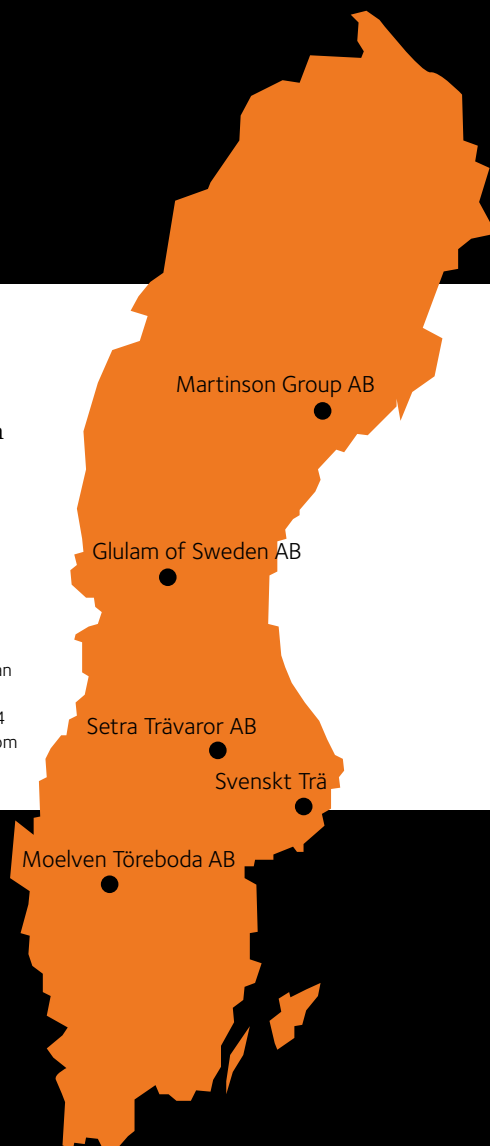 Martinson Group AB
Glulam of Sweden AB
Setra Trävaror AB
Svenskt Trä
Moelven Töreboda AB